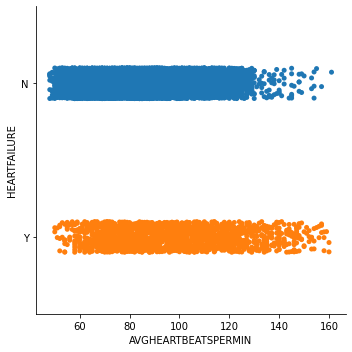 HEARTFAILURE
N
Y
60 80 100 120 140 160
AVGHEARTBEATSPERMIN